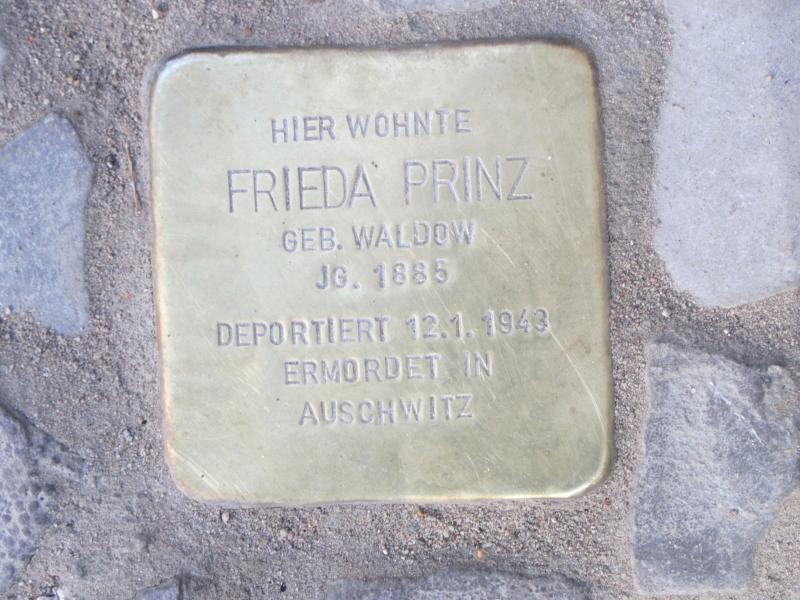 HIER WOHNTE
FRIEDA PRINZ
GEB. WALDOW
JG. 1885
DEPORTIERT 12.1.1943
ERMORDET IN
AUSCHWITZ